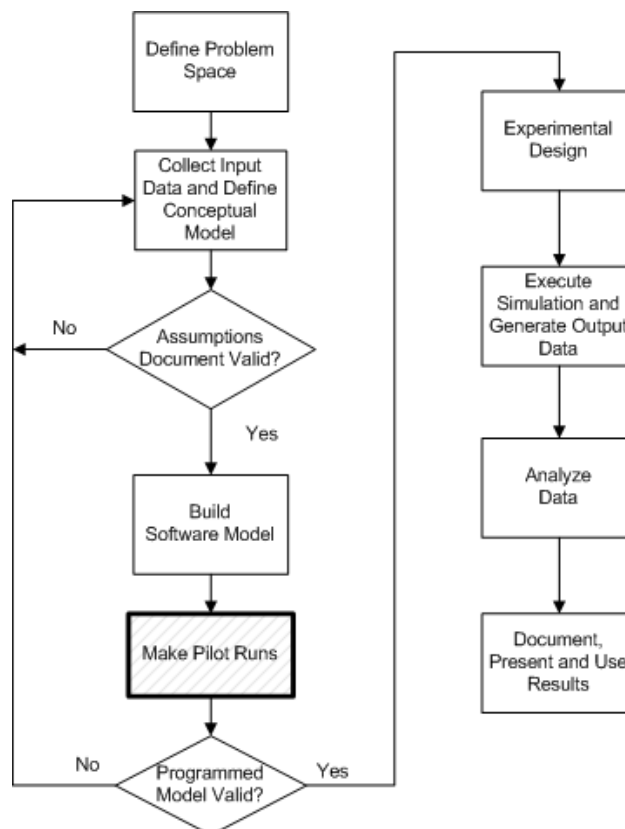 Define Problem
Space
Collect Input
Data and Define
Conceptual
Model
No
Assumptions
Document Valid?
Yes
Build
Software Model
Make Pilot Runs
No
Programmed
Model Valid?
Yes
Experimental
Design
Execute
Simulation and
Generate Output
Data
Analyze
Data
Document,
Present and Use
Results